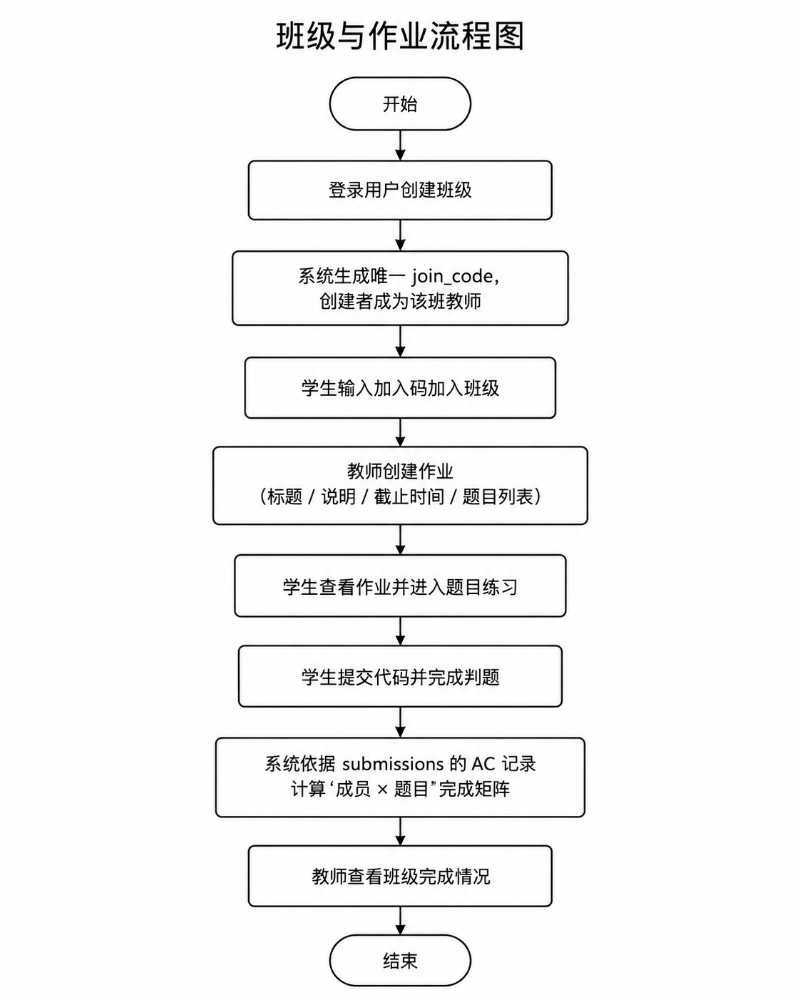 班级与作业流程图
开始
登录用户创建班级
系统生成唯一 join_code，
创建者成为该班教师
学生输入加入码加入班级
教师创建作业
（标题 / 说明 / 截止时间 / 题目列表）
学生查看作业并进入题目练习
学生提交代码并完成判题
系统依据 submissions 的 AC 记录
计算‘成员 × 题目”完成矩阵
教师查看班级完成情况
结束